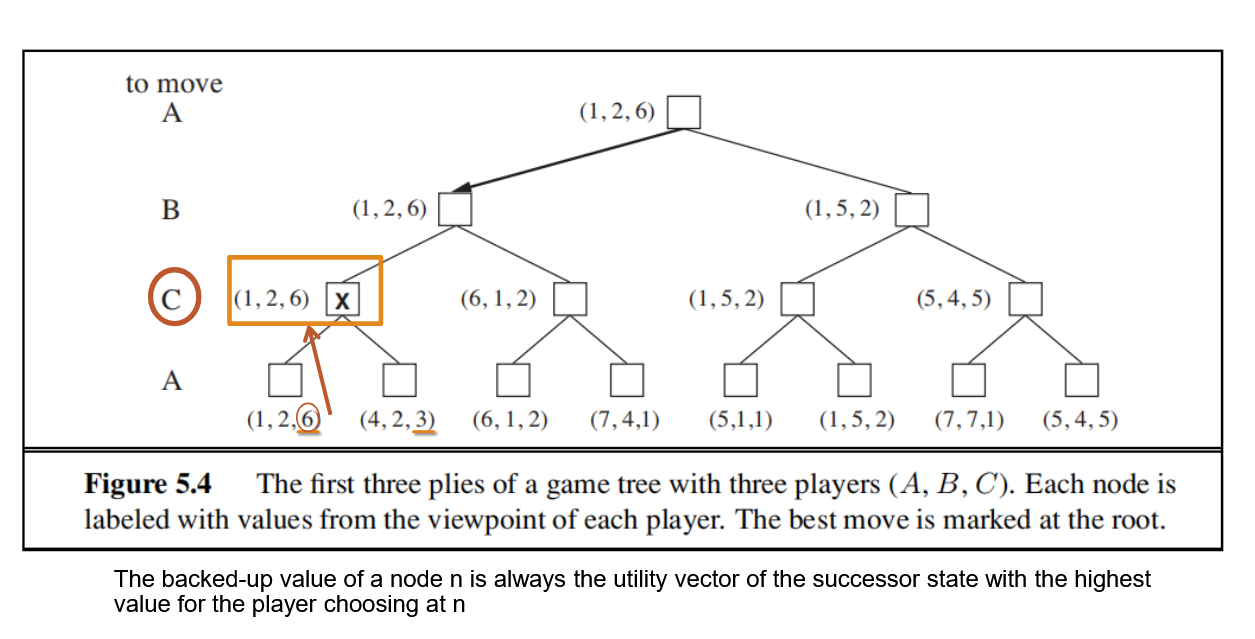 to move
A (1, 2, 6)
B (1, 2, 6) (1, 5, 2)
C (1, 2, 6) X (6, 1, 2) (1, 5, 2) (5, 4, 5)
A
(1, 2, 6) (4, 2, 3) (6, 1, 2) (7, 4,1) (5,1,1) (1, 5, 2) (7,7,1) (5, 4, 5)
Figure 5.4 The first three plies of a game tree with three players (A, B, C). Each node is
labeled with values from the viewpoint of each player. The best move is marked at the root.
The backed-up value of a node n is always the utility vector of the successor state with the highest
value for the player choosing at n